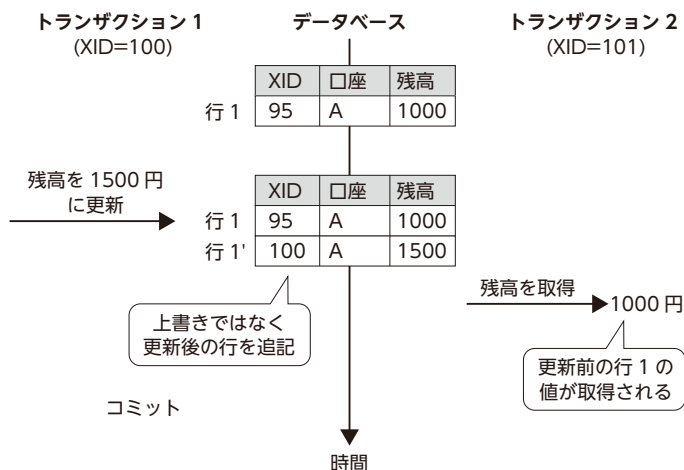 トランザクション 1
(XID=100)
データベース
トランザクション 2
(XID=101)
XID 口座 残高
行 1 95 A 1000
残高を 1500 円
に更新
XID 口座 残高
行 1 95 A 1000
行 1' 100 A 1500
上書きではなく
更新後の行を追記
残高を取得
1000 円
更新前の行 1 の
値が取得される
コミット
時間